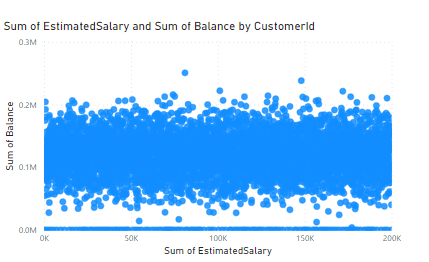 Sum of EstimatedSalary and Sum of Balance by CustomerId
0.3M
0.2M
0.1M
0.0M
Sum of Balance
0K
50K
100K
150K
200K
Sum of EstimatedSalary